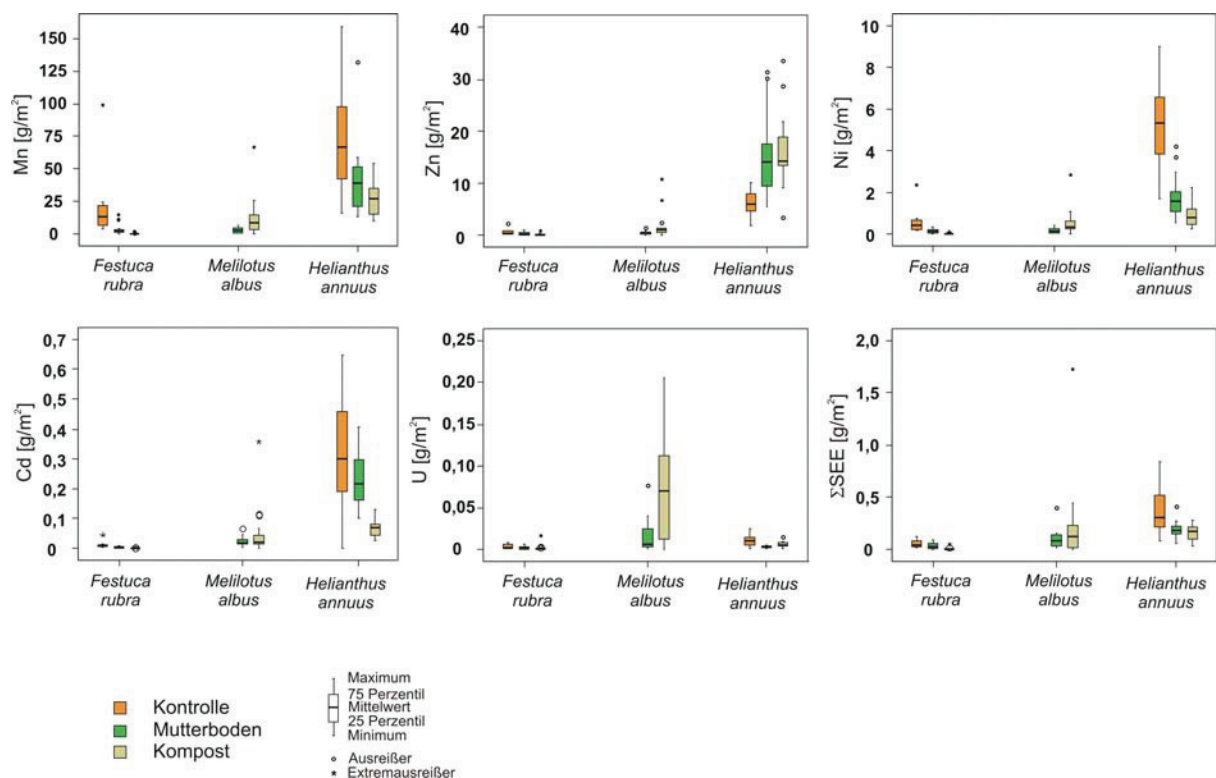 Mn [g/m²]
150
125
100
75
50
25
0
Festuca rubra
Melilotus albus
Helianthus annuus
Zn [g/m²]
40
30
20
10
0
Festuca rubra
Melilotus albus
Helianthus annuus
Ni [g/m²]
10
8
6
4
2
0
Festuca rubra
Melilotus albus
Helianthus annuus
Cd [g/m²]
0,7
0,6
0,5
0,4
0,3
0,2
0,1
0
Festuca rubra
Melilotus albus
Helianthus annuus
U [g/m²]
0,25
0,20
0,15
0,10
0,05
0
Festuca rubra
Melilotus albus
Helianthus annuus
ΣSEE [g/m²]
2,0
1,5
1,0
0,5
0
Festuca rubra
Melilotus albus
Helianthus annuus
Kontrolle
Mutterboden
Kompost
Maximum
75 Perzentil
Mittelwert
25 Perzentil
Minimum
Ausreißer
Extremausreißer